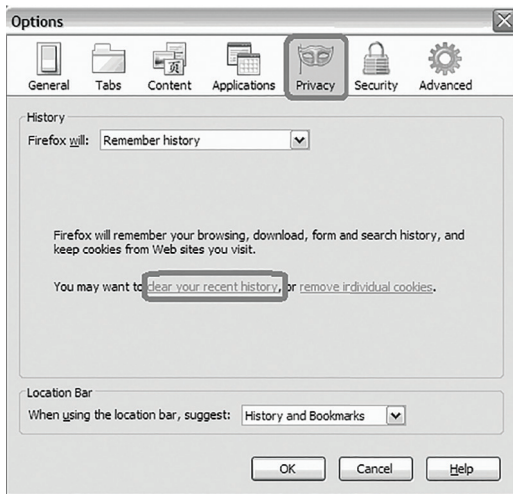 Options
General Tabs Content Applications Privacy Security Advanced
History
Firefox will: Remember history
Firefox will remember your browsing, download, form and search history, and
keep cookies from Web sites you visit.
You may want to clear your recent history, or remove individual cookies.
Location Bar
When using the location bar, suggest: History and Bookmarks
OK Cancel Help